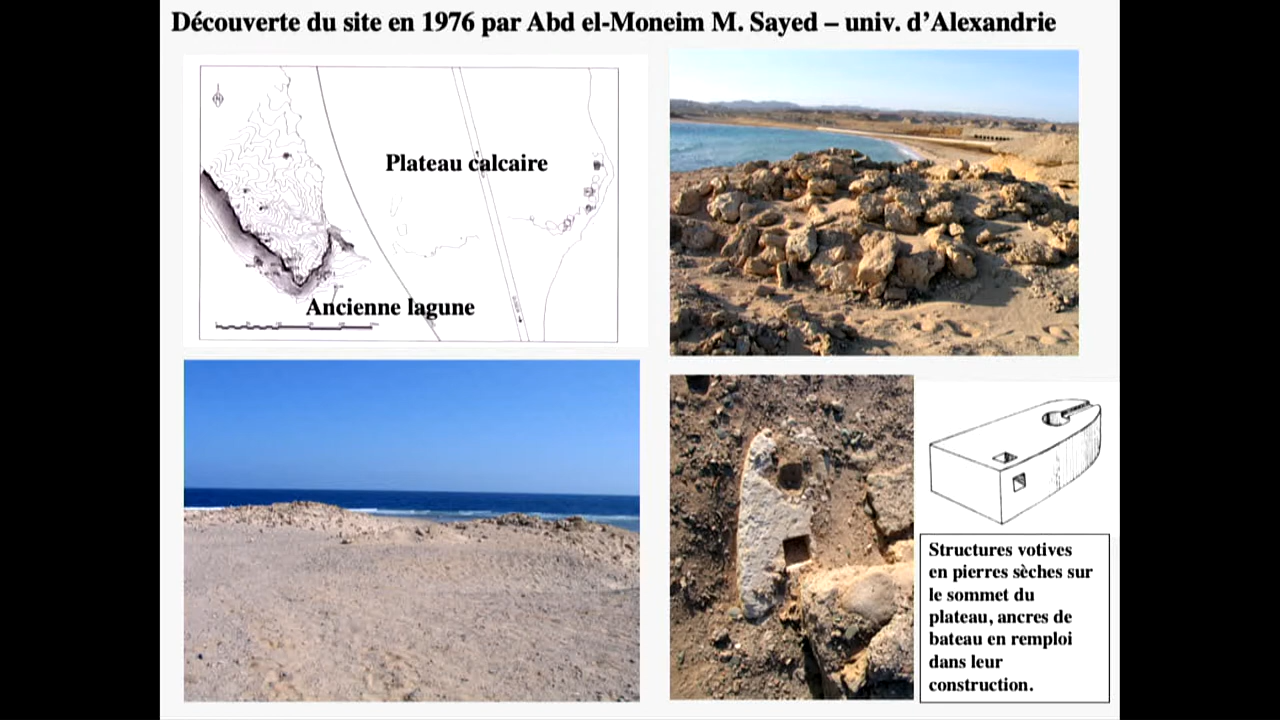 Découverte du site en 1976 par Abd el-Moneim M. Sayed – univ. d’Alexandrie
Plateau calcaire
Ancienne lagune
Structures votives
en pierres sèches sur
le sommet du
plateau, ancres de
bateau en remploi
dans leur
construction.